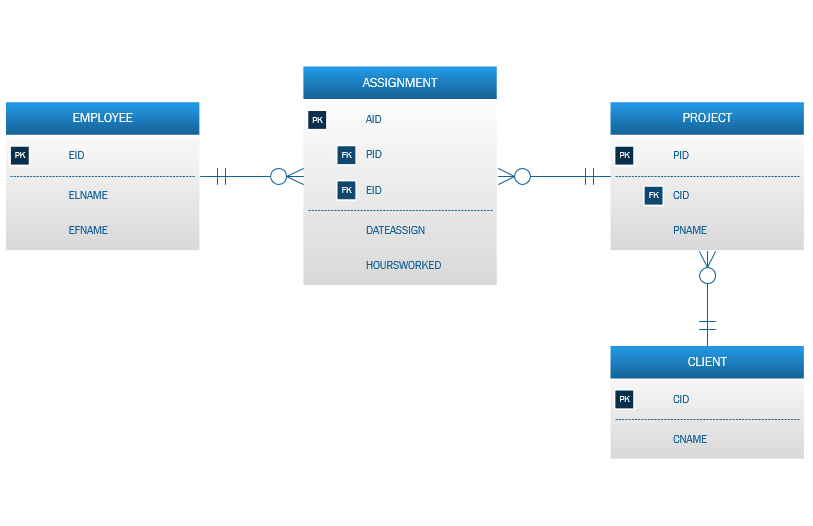 EMPLOYEE
PK EID
ELNAME
EFNAME
ASSIGNMENT
PK AID
FK PID
FK EID
DATEASSIGN
HOURSWORKED
PROJECT
PK PID
FK CID
PNAME
CLIENT
PK CID
CNAME